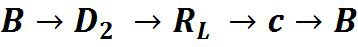 B → D₂ → R_L → c → B